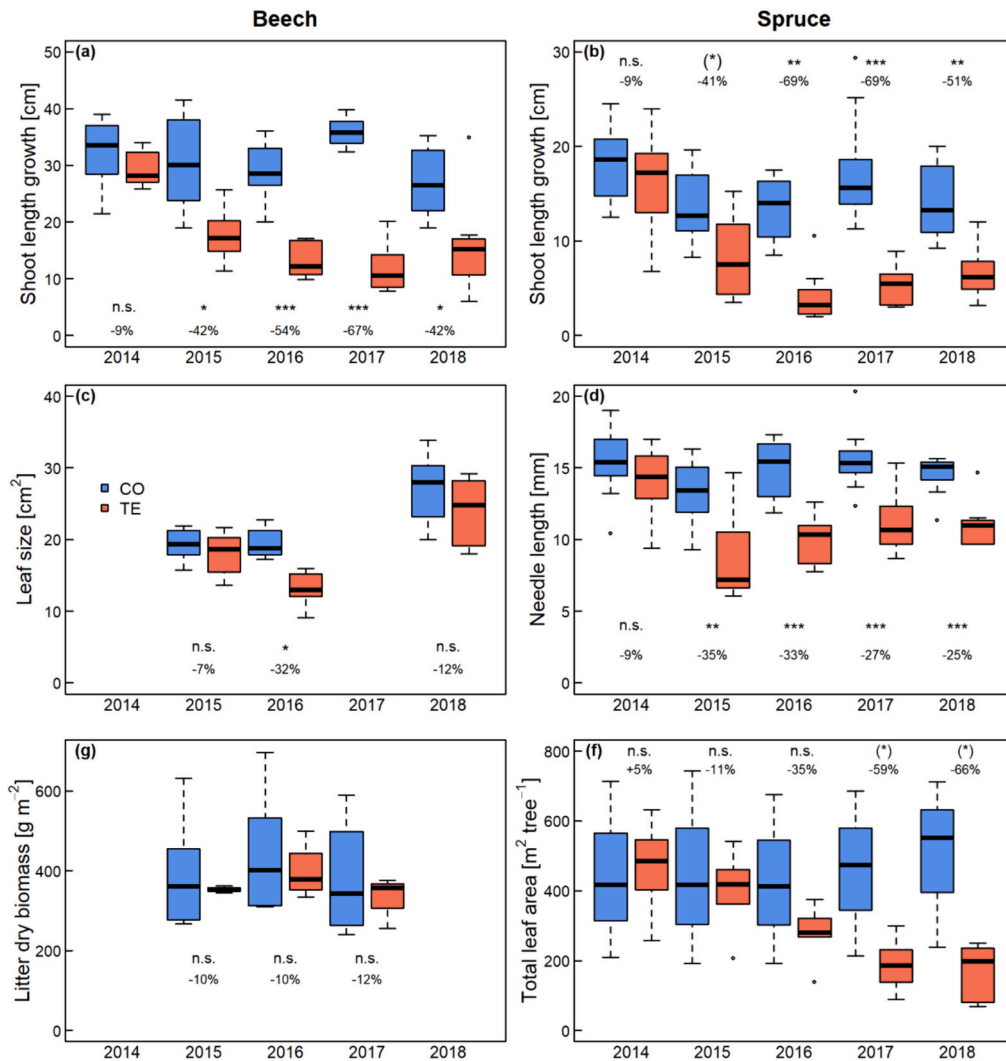 Beech
Spruce
(a)
Shoot length growth [cm]
50
40
30
20
10
0
n.s. * *** *** *
-9% -42% -54% -67% -42%
2014 2015 2016 2017 2018
(b)
Shoot length growth [cm]
30
20
10
0
n.s. (*) ** *** **
-9% -41% -69% -69% -51%
2014 2015 2016 2017 2018
(c)
Leaf size [cm²]
40
30
20
10
0
CO
TE
n.s. * n.s.
-7% -32% -12%
2014 2015 2016 2017 2018
(d)
Needle length [mm]
20
15
10
5
0
n.s. ** *** *** ***
-9% -35% -33% -27% -25%
2014 2015 2016 2017 2018
(g)
Litter dry biomass [g m⁻²]
600
400
200
0
n.s. n.s. n.s.
-10% -10% -12%
2014 2015 2016 2017 2018
(f)
Total leaf area [m² tree⁻¹]
800
600
400
200
0
n.s. n.s. n.s. (*) (*)
+5% -11% -35% -59% -66%
2014 2015 2016 2017 2018